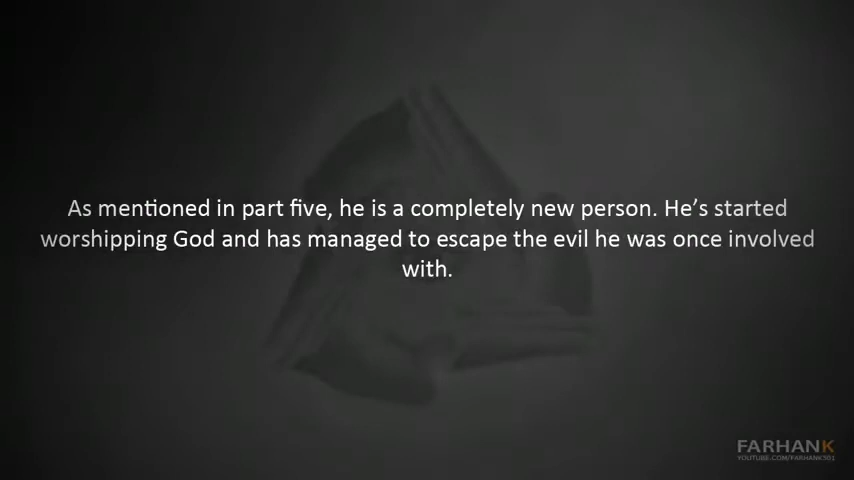 As mentioned in part five, he is a completely new person. He’s started
worshipping God and has managed to escape the evil he was once involved
with.
FARHANK
YOUTUBE.COM/FARHANK501